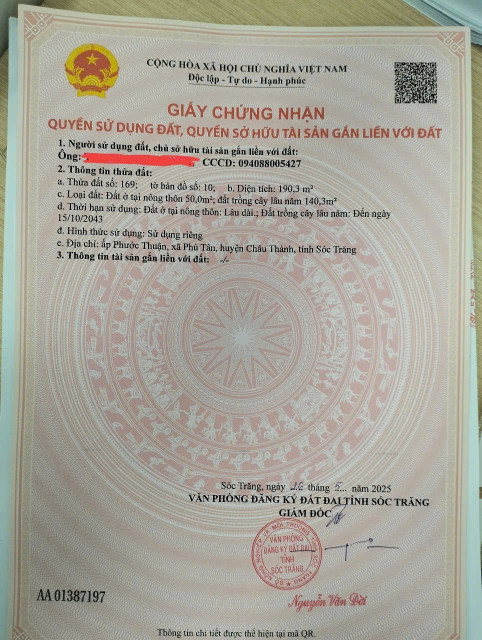 CỘNG HÒA XÃ HỘI CHỦ NGHĨA VIỆT NAM
Độc lập - Tự do - Hạnh phúc
GIẤY CHỨNG NHẬN
QUYỀN SỬ DỤNG ĐẤT, QUYỀN SỞ HỮU TÀI SẢN GẮN LIỀN VỚI ĐẤT
1. Người sử dụng đất, chủ sở hữu tài sản gắn liền với đất:
Ông: CCCD: 094088005427
2. Thông tin thửa đất:
a. Thửa đất số: 169; tờ bản đồ số: 10; b. Diện tích: 190,3 m²
c. Loại đất: Đất ở tại nông thôn 50,0m²; đất trồng cây lâu năm 140,3m²
d. Thời hạn sử dụng: Đất ở tại nông thôn: Lâu dài.; Đất trồng cây lâu năm: Đến ngày
15/10/2043
đ. Hình thức sử dụng: Sử dụng riêng
e. Địa chỉ: ấp Phước Thuận, xã Phú Tân, huyện Châu Thành, tỉnh Sóc Trăng
3. Thông tin tài sản gắn liền với đất: -/-
Sóc Trăng, ngày 26 tháng 5 năm 2025
VĂN PHÒNG ĐĂNG KÝ ĐẤT ĐAI TỈNH SÓC TRĂNG
GIÁM ĐỐC
VĂN PHÒNG
ĐĂNG KÝ ĐẤT ĐAI
TỈNH
SÓC TRĂNG
AA 01387197
Nguyễn Văn Đời
Thông tin chi tiết được thể hiện tại mã QR.